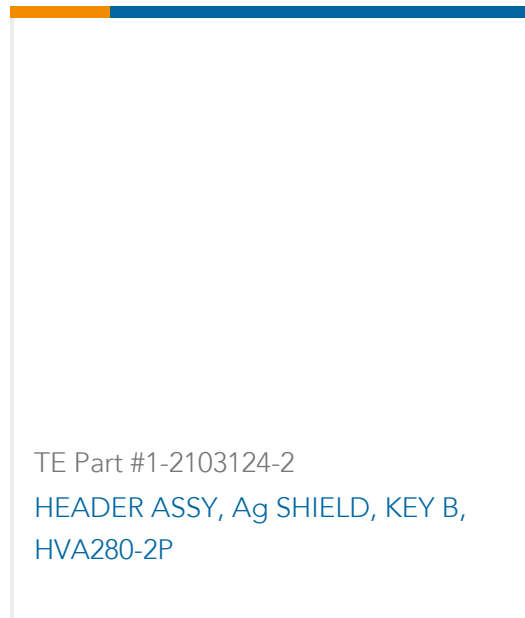 TE Part #1-2103124-2
HEADER ASSY, Ag SHIELD, KEY B,
HVA280-2P